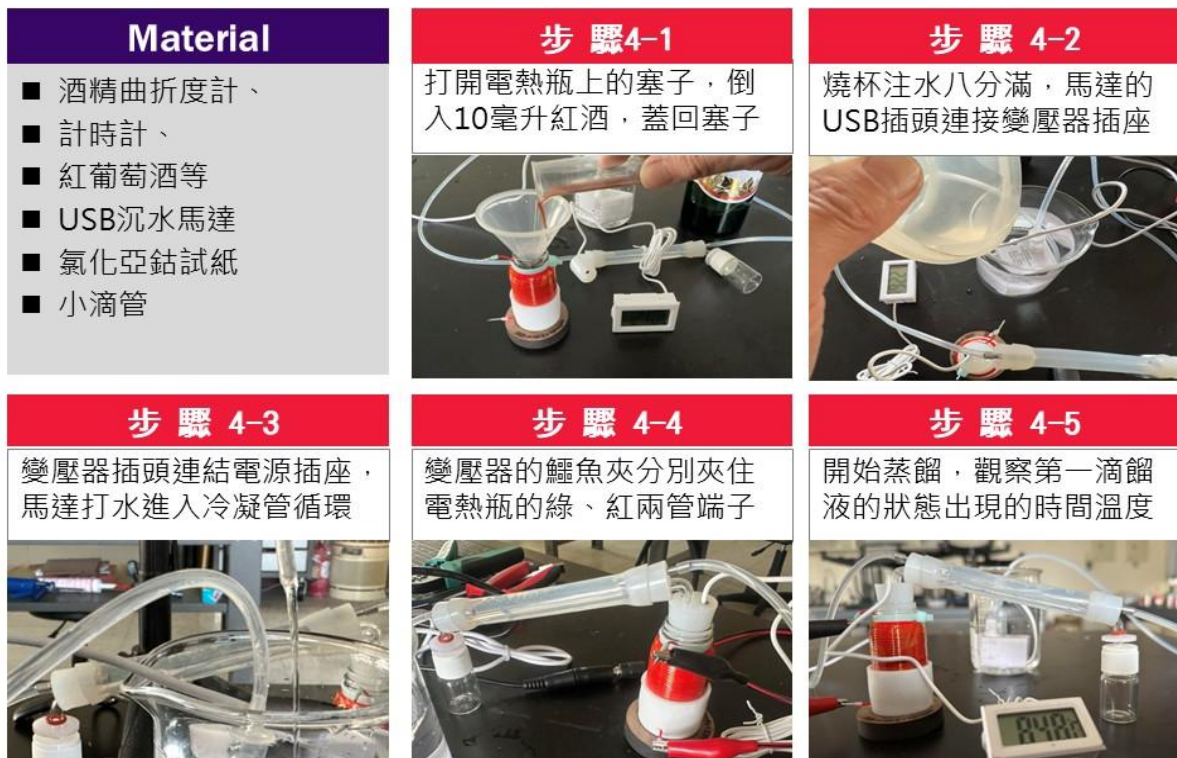 Material
■ 酒精曲折度計、
■ 計時計、
■ 紅葡萄酒等
■ USB沉水馬達
■ 氯化亞鈷試紙
■ 小滴管
步 驟4-1
打開電熱瓶上的塞子，倒
入10毫升紅酒，蓋回塞子
步 驟 4-2
燒杯注水八分滿，馬達的
USB插頭連接變壓器插座
步 驟 4-3
變壓器插頭連結電源插座，
馬達打水進入冷凝管循環
步 驟 4-4
變壓器的鱷魚夾分別夾住
電熱瓶的綠、紅兩管端子
步 驟 4-5
開始蒸餾，觀察第一滴餾
液的狀態出現的時間溫度